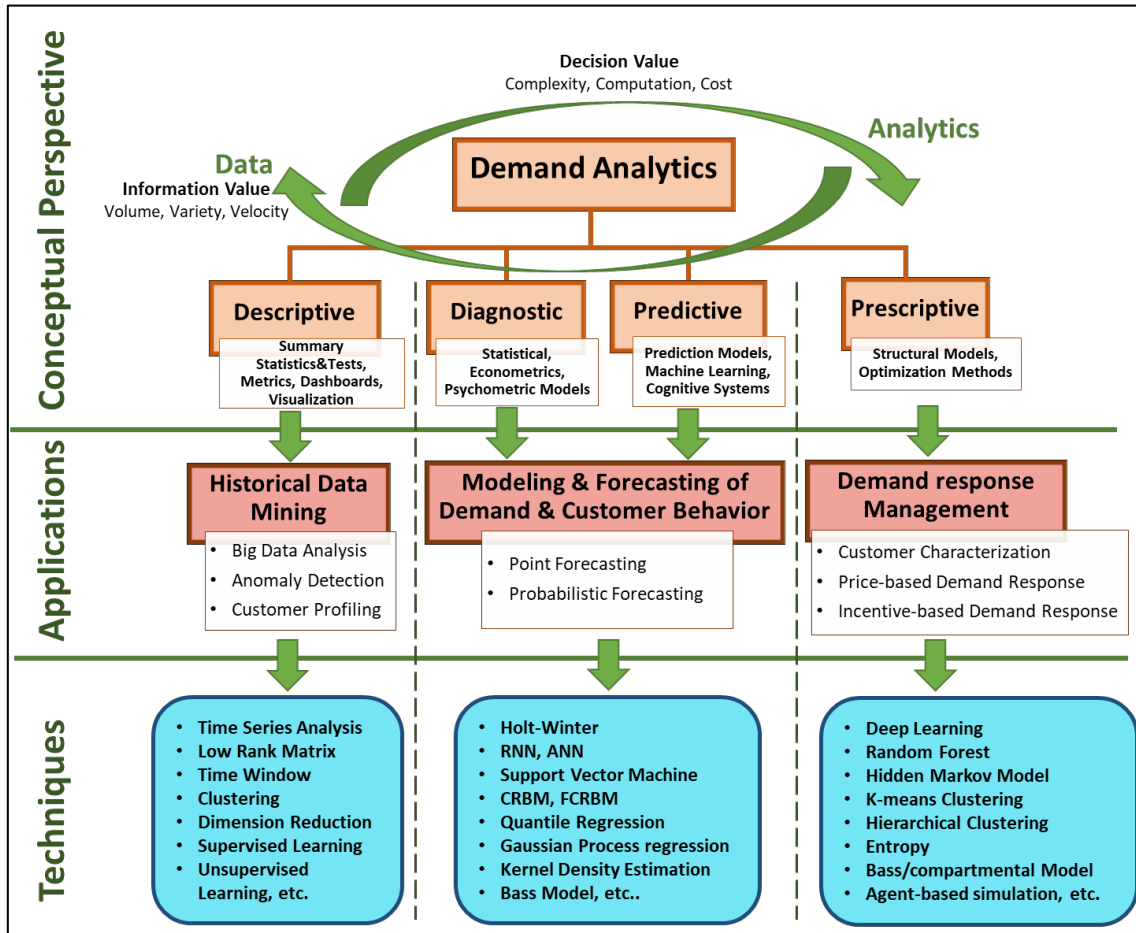 Conceptual Perspective
Decision Value
Complexity, Computation, Cost
Data
Information Value
Volume, Variety, Velocity
Analytics
Demand Analytics
Descriptive
Summary
Statistics&Tests,
Metrics, Dashboards,
Visualization
Diagnostic
Statistical,
Econometrics,
Psychometric Models
Predictive
Prediction Models,
Machine Learning,
Cognitive Systems
Prescriptive
Structural Models,
Optimization Methods
Applications
Historical Data
Mining
• Big Data Analysis
• Anomaly Detection
• Customer Profiling
Modeling & Forecasting of
Demand & Customer Behavior
• Point Forecasting
• Probabilistic Forecasting
Demand response
Management
• Customer Characterization
• Price-based Demand Response
• Incentive-based Demand Response
Techniques
• Time Series Analysis
• Low Rank Matrix
• Time Window
• Clustering
• Dimension Reduction
• Supervised Learning
• Unsupervised
Learning, etc.
• Holt-Winter
• RNN, ANN
• Support Vector Machine
• CRBM, FCRBM
• Quantile Regression
• Gaussian Process regression
• Kernel Density Estimation
• Bass Model, etc..
• Deep Learning
• Random Forest
• Hidden Markov Model
• K-means Clustering
• Hierarchical Clustering
• Entropy
• Bass/compartmental Model
• Agent-based simulation, etc.